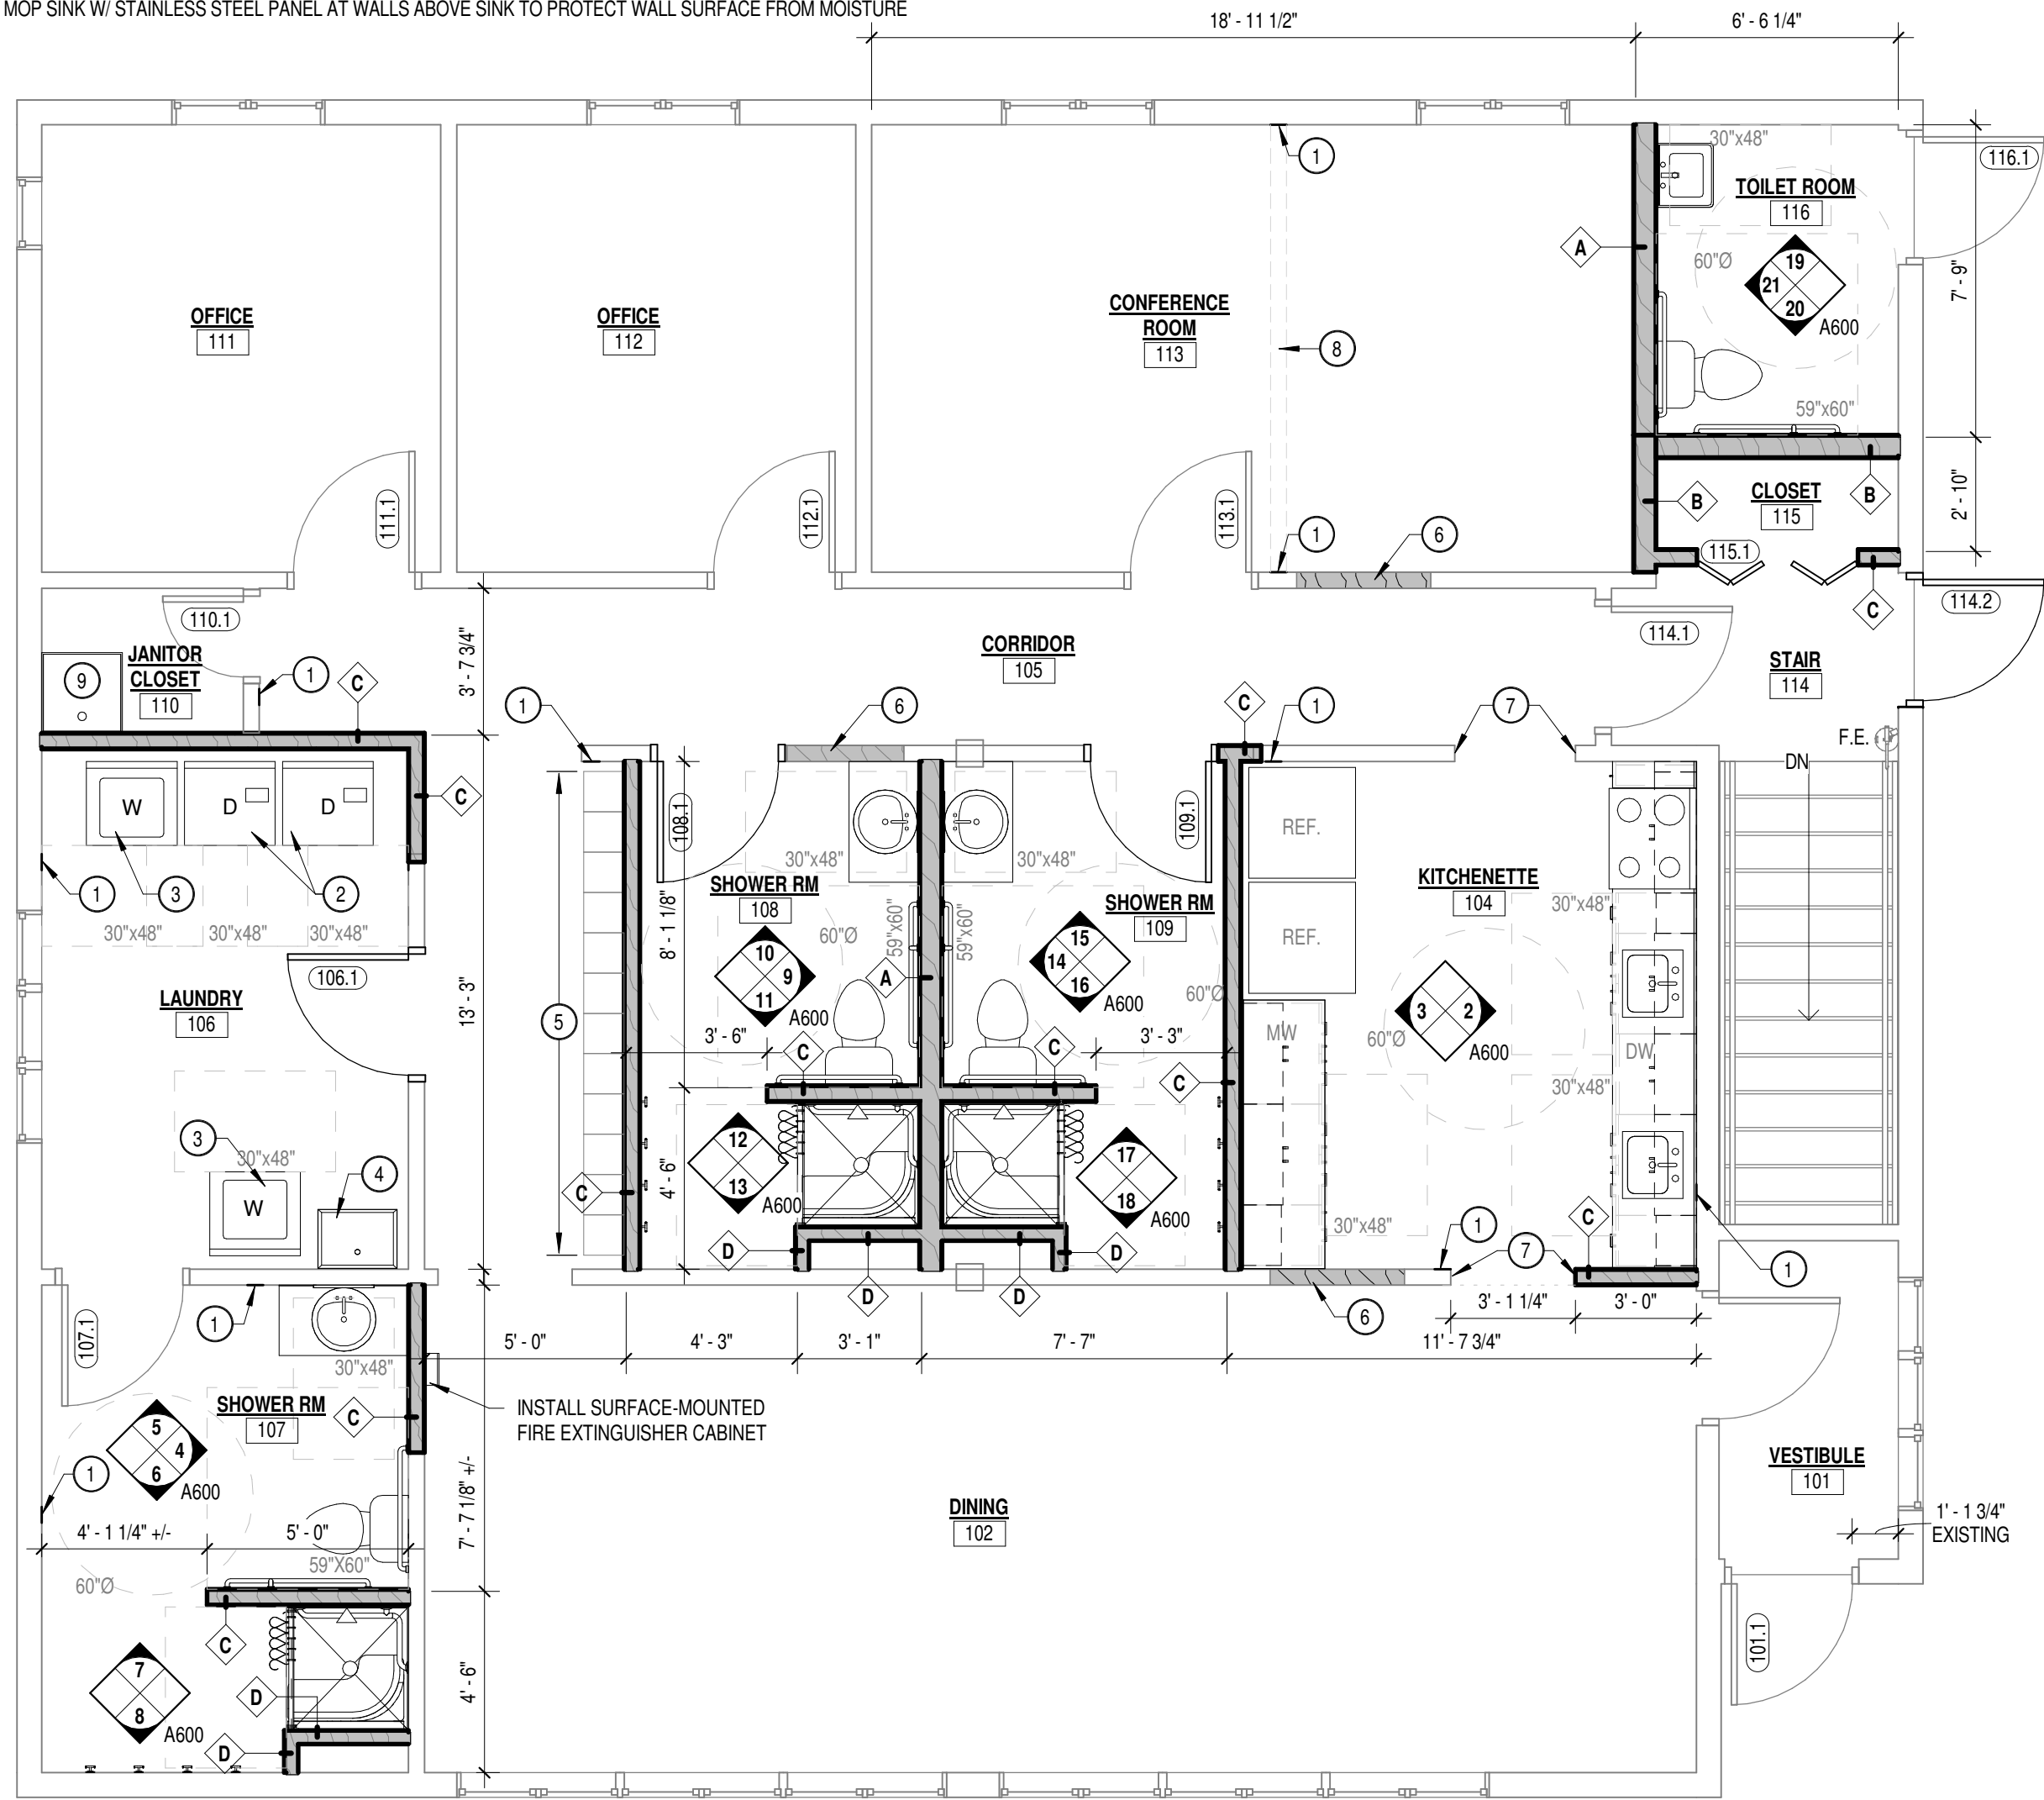 MOP SINK W/ STAINLESS STEEL PANEL AT WALLS ABOVE SINK TO PROTECT WALL SURFACE FROM MOISTURE
18' - 11 1/2"
6' - 6 1/4"
116.1
30"x48"
TOILET ROOM
116
1
A
60"Ø
19
21
20
A600
7' - 9"
OFFICE
111
OFFICE
112
CONFERENCE
ROOM
113
8
59"x60"
111.1
112.1
113.1
1
6
B
CLOSET
115
B
2' - 10"
115.1
C
114.2
110.1
114.1
JANITOR
CLOSET
110
9
1
C
3' - 7 3/4"
CORRIDOR
105
STAIR
114
1
6
C
1
7
F.E.
DN
W
D
D
C
108.1
109.1
REF.
1
3
2
30"x48"
30"x48"
30"x48"
30"x48"
30"x48"
SHOWER RM
108
SHOWER RM
109
KITCHENETTE
104
30"x48"
8' - 1 1/8"
60"Ø
59"x60"
59"x60"
REF.
106.1
10
9
11
A600
A
15
14
16
A600
60"Ø
LAUNDRY
106
13' - 3"
5
3
2
A600
60"Ø
MW
DW
3' - 6"
C
C
3' - 3"
C
30"x48"
3
30"x48"
4
W
12
13
A600
17
18
A600
4' - 6"
C
C
30"x48"
1
D
D
D
D
7
1
6
3' - 1 1/4"
3' - 0"
107.1
1
5' - 0"
4' - 3"
3' - 1"
7' - 7"
11' - 7 3/4"
30"x48"
INSTALL SURFACE-MOUNTED
FIRE EXTINGUISHER CABINET
SHOWER RM
107
C
5
4
6
A600
1
VESTIBULE
101
7' - 7 1/8" +/-
DINING
102
1' - 1 3/4"
EXISTING
4' - 1 1/4" +/-
5' - 0"
59"X60"
60"Ø
C
101.1
7
8
A600
D
D
4' - 6"